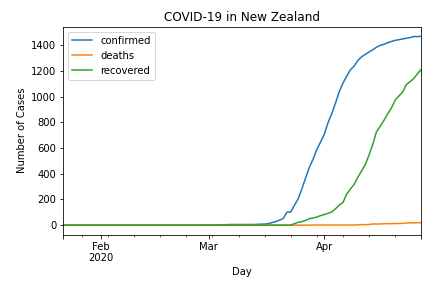 COVID-19 in New Zealand
confirmed
deaths
recovered
Number of Cases
1400
1200
1000
800
600
400
200
0
Feb
2020
Mar
Apr
Day